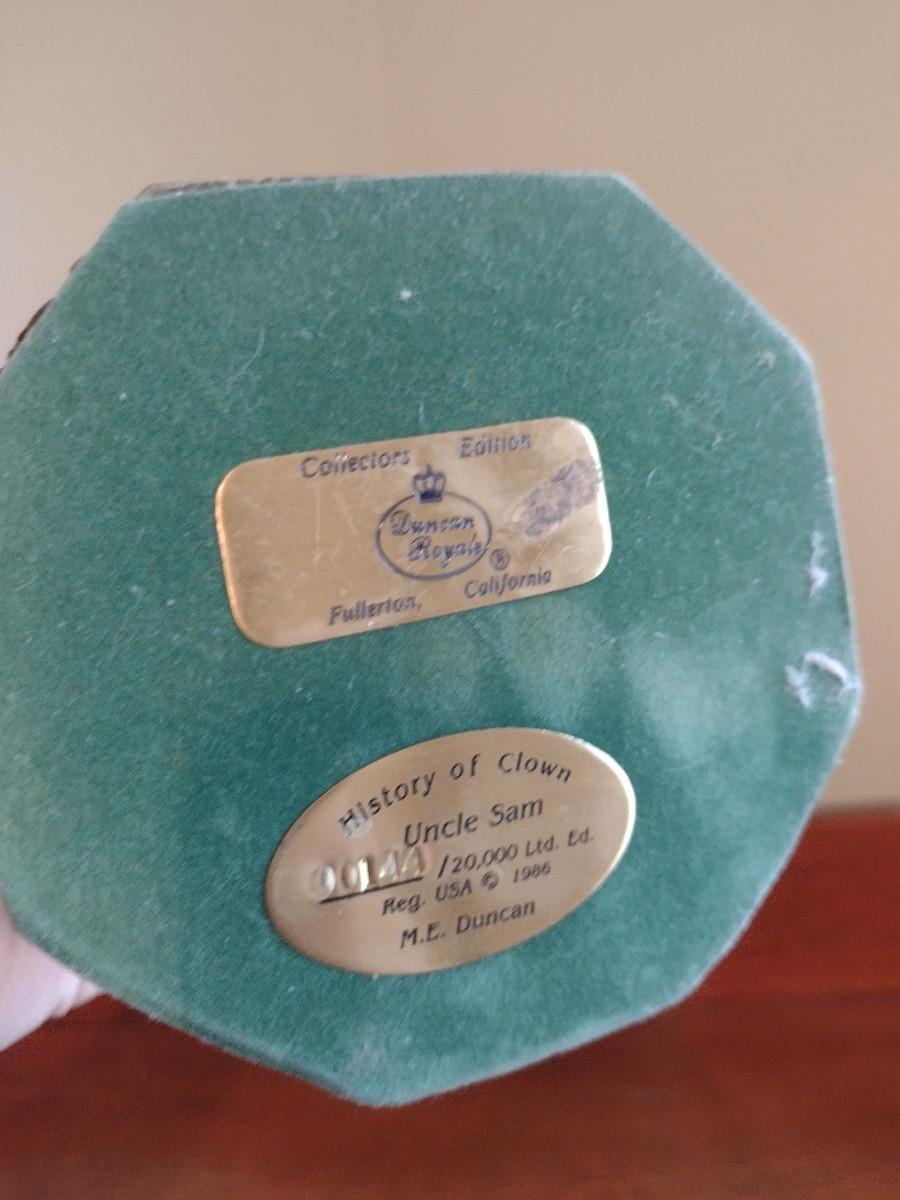 Collectors Edition
Duncan
Royale ®
Fullerton, California
History of Clown
Uncle Sam
00144 /20,000 Ltd. Ed.
Reg. USA © 1986
M.E. Duncan